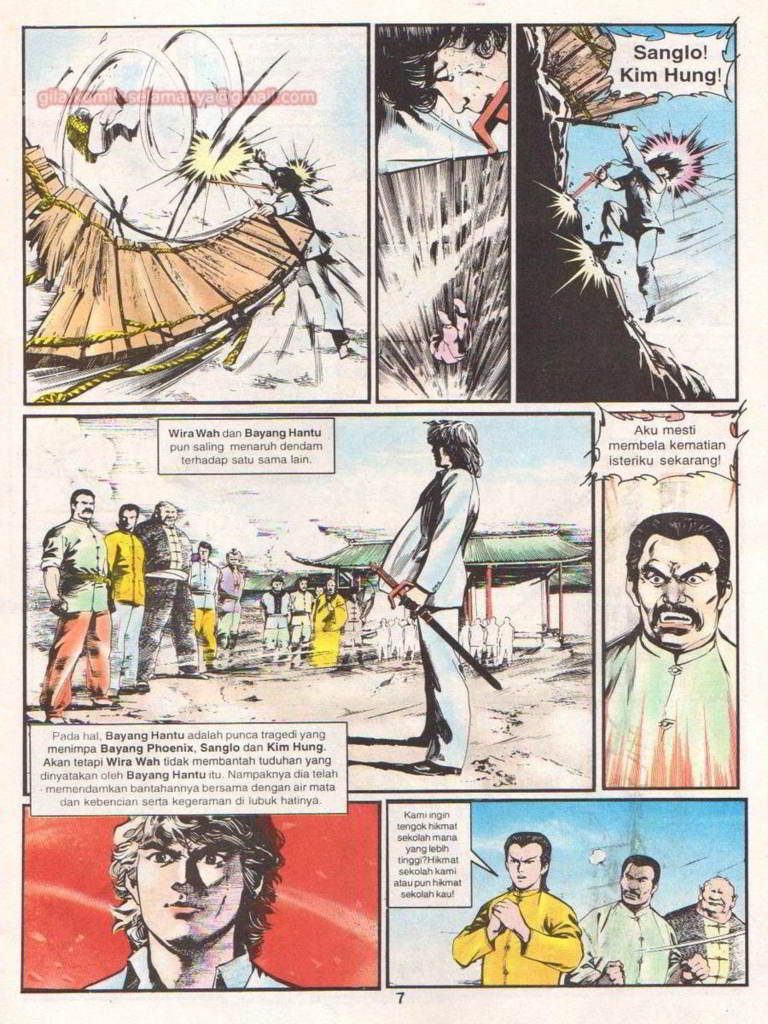 gilakomik_selamanya@gmail.com
Sanglo!
Kim Hung!
Wira Wah dan Bayang Hantu
pun saling menaruh dendam
terhadap satu sama lain.
Aku mesti
membela kematian
isteriku sekarang!
Pada hal, Bayang Hantu adalah punca tragedi yang
menimpa Bayang Phoenix, Sanglo dan Kim Hung.
Akan tetapi Wira Wah tidak membantah tuduhan yang
dinyatakan oleh Bayang Hantu itu. Nampaknya dia telah
memendamkan bantahannya bersama dengan air mata
dan kebencian serta kegeraman di lubuk hatinya.
Kami ingin
tengok hikmat
sekolah mana
yang lebih
tinggi? Hikmat
sekolah kami
atau pun hikmat
sekolah kau!
7